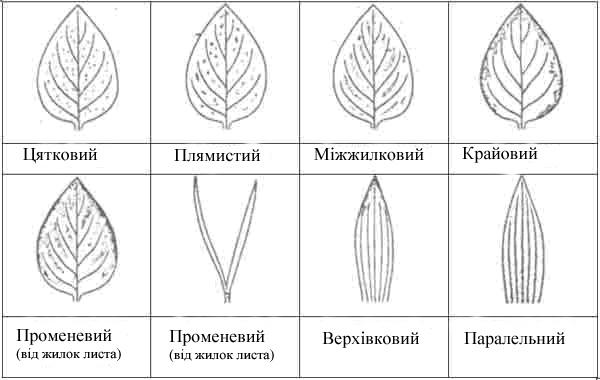 Цятковий
Плямистий
Міжжилковий
Крайовий
Променевий
(від жилок листа)
Променевий
(від жилок листа)
Верхівковий
Паралельний